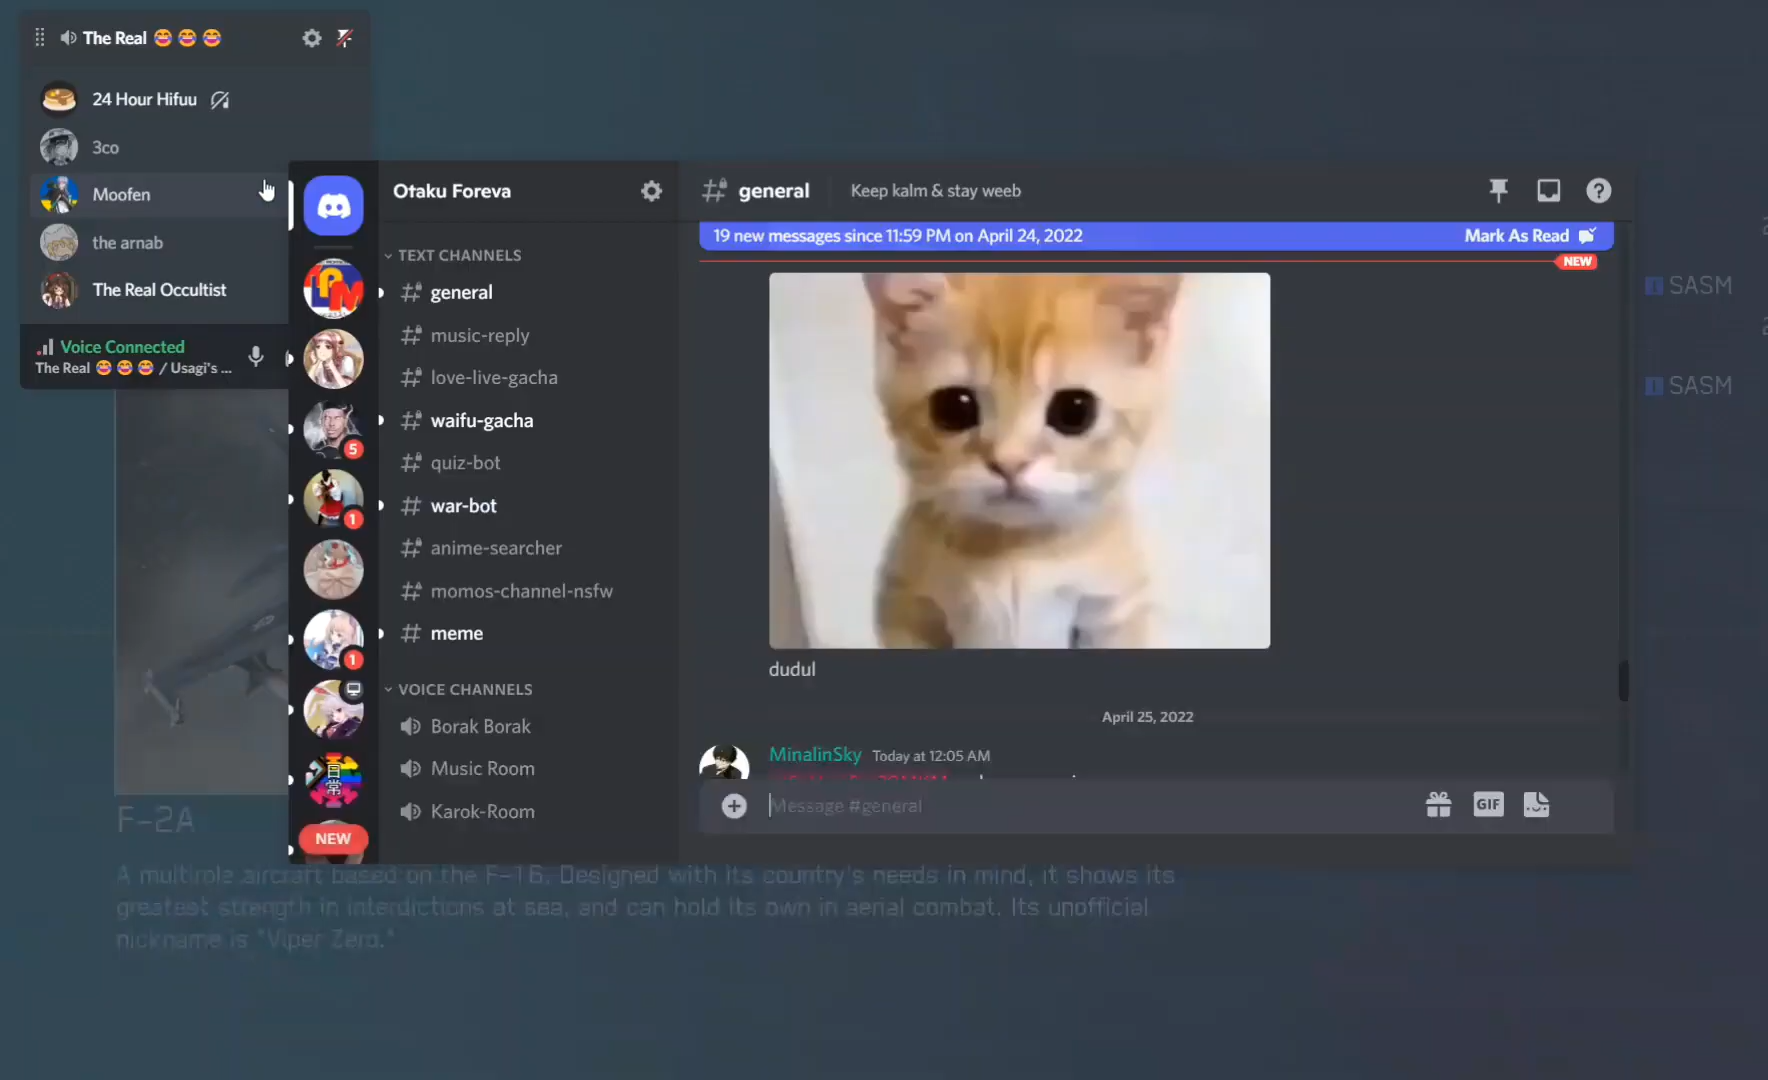 The Real 😂 😂 😂
24 Hour Hifuu
3co
Moofen
the arnab
The Real Occultist
Voice Connected
The Real 😂 😂 😂 / Usagi's ...
5
1
1
NEW
Otaku Foreva
TEXT CHANNELS
general
music-reply
love-live-gacha
waifu-gacha
quiz-bot
war-bot
anime-searcher
momos-channel-nsfw
meme
VOICE CHANNELS
Borak Borak
Music Room
Karok-Room
general Keep kalm & stay weeb
19 new messages since 11:59 PM on April 24, 2022 Mark As Read
NEW
dudul
April 25, 2022
MinalinSky Today at 12:05 AM
Message #general
GIF
SASM
SASM
F-2A
A multirole aircraft based on the F-16. Designed with its country's needs in mind, it shows its
greatest strength in interdictions at sea, and can hold its own in aerial combat. Its unofficial
nickname is "Viper Zero."